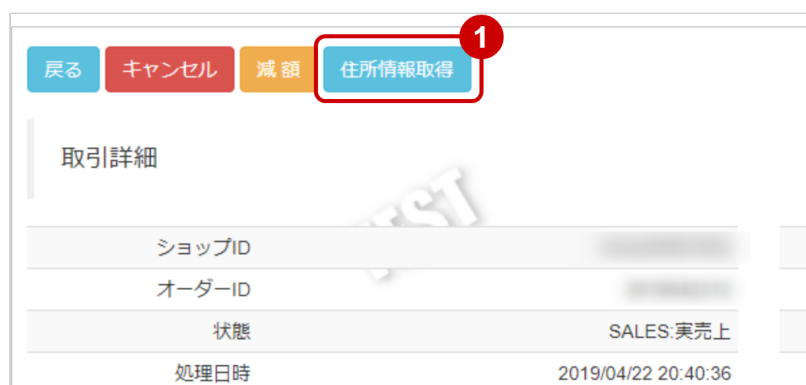 1
戻る キャンセル 減 額 住所情報取得
取引詳細
TEST
ショップID
オーダーID
状態 SALES:実売上
処理日時 2019/04/22 20:40:36